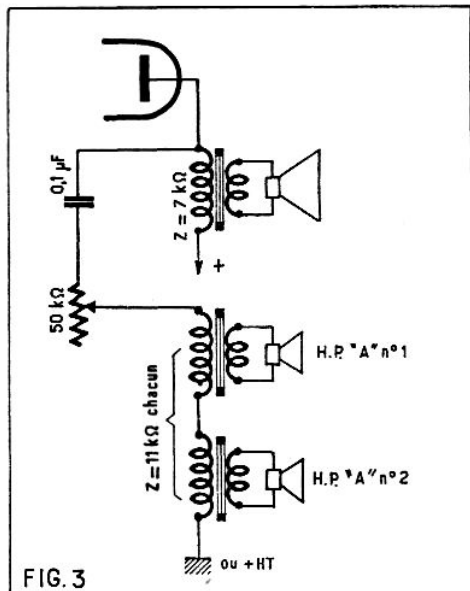 0,1 µF
Z = 7 kΩ
+
50 kΩ
Z = 11 kΩ chacun
H.P. "A" n° 1
H.P. "A" n° 2
ou + HT
FIG. 3